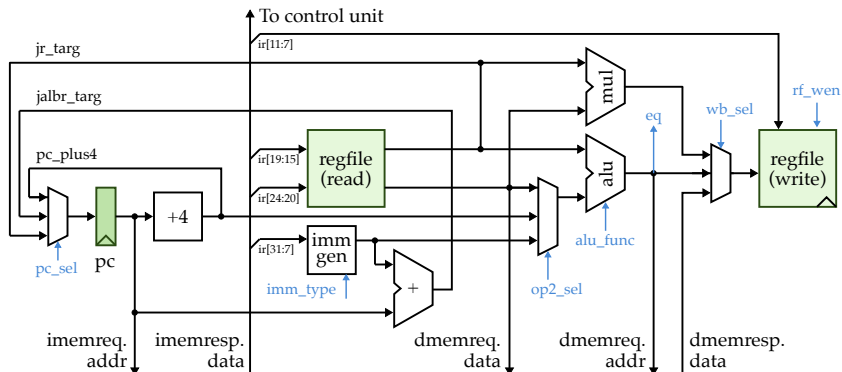 To control unit
ir[11:7]
jr_targ
jalbr_targ
pc_plus4
mul
eq
wb_sel
rf_wen
ir[19:15]
regfile
(read)
alu
regfile
(write)
ir[24:20]
+4
ir[31:7]
imm
gen
alu_func
pc_sel
pc
imm_type
+
op2_sel
imemreq.
addr
imemresp.
data
dmemreq.
data
dmemreq.
addr
dmemresp.
data